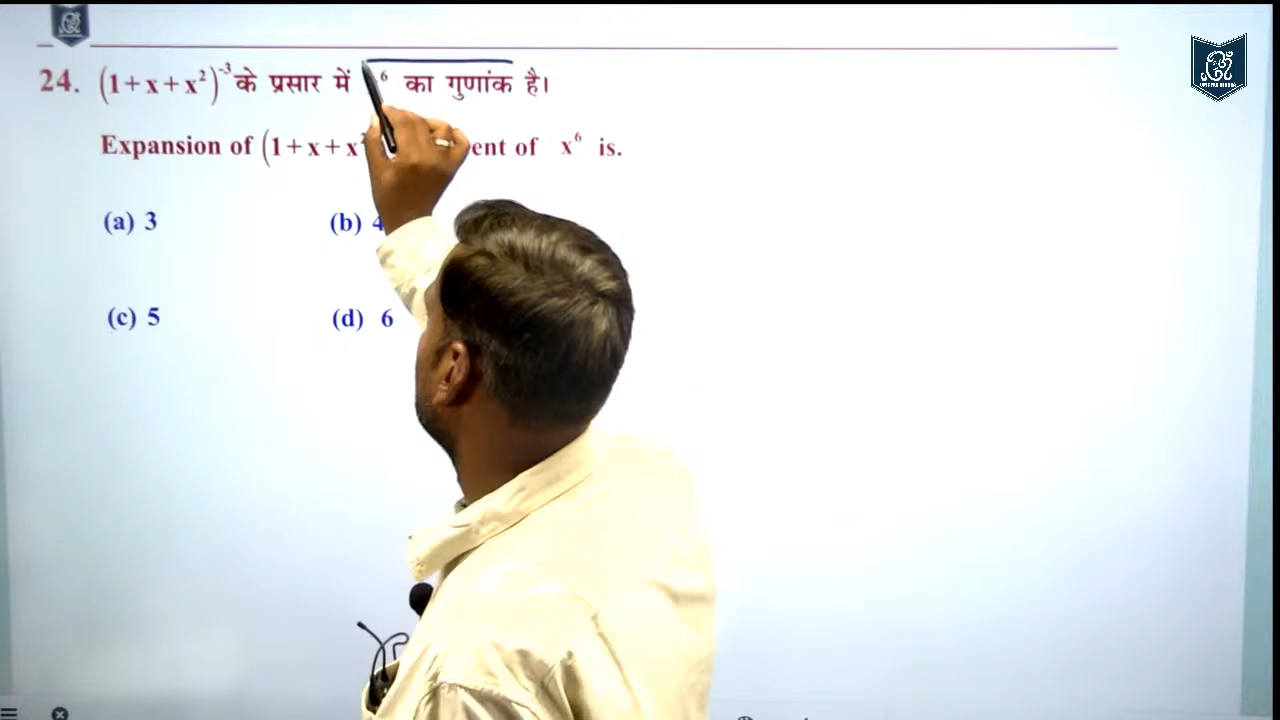 24. (1+x+x²)⁻³ के प्रसार में ⁶ का गुणांक है।
Expansion of (1+x+x ent of x⁶ is.
(a) 3 (b) 4
(c) 5 (d) 6